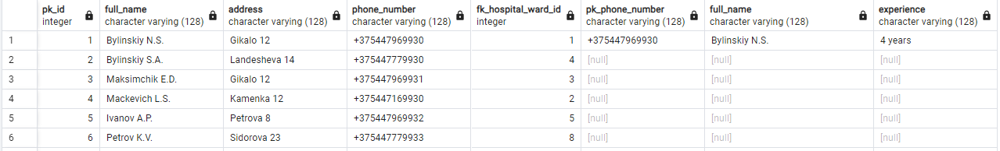 pk_id full_name address phone_number fk_hospital_ward_id pk_phone_number full_name experience
integer character varying (128) character varying (128) character varying (128) integer character varying (128) character varying (128) character varying (128)
1 1 Bylinskiy N.S. Gikalo 12 +375447969930 1 +375447969930 Bylinskiy N.S. 4 years
2 2 Bylinskiy S.A. Landesheva 14 +375447779930 4 [null] [null] [null]
3 3 Maksimchik E.D. Gikalo 12 +375447969931 3 [null] [null] [null]
4 4 Mackevich L.S. Kamenka 12 +375447169930 2 [null] [null] [null]
5 5 Ivanov A.P. Petrova 8 +375447969932 5 [null] [null] [null]
6 6 Petrov K.V. Sidorova 23 +375447779933 8 [null] [null] [null]